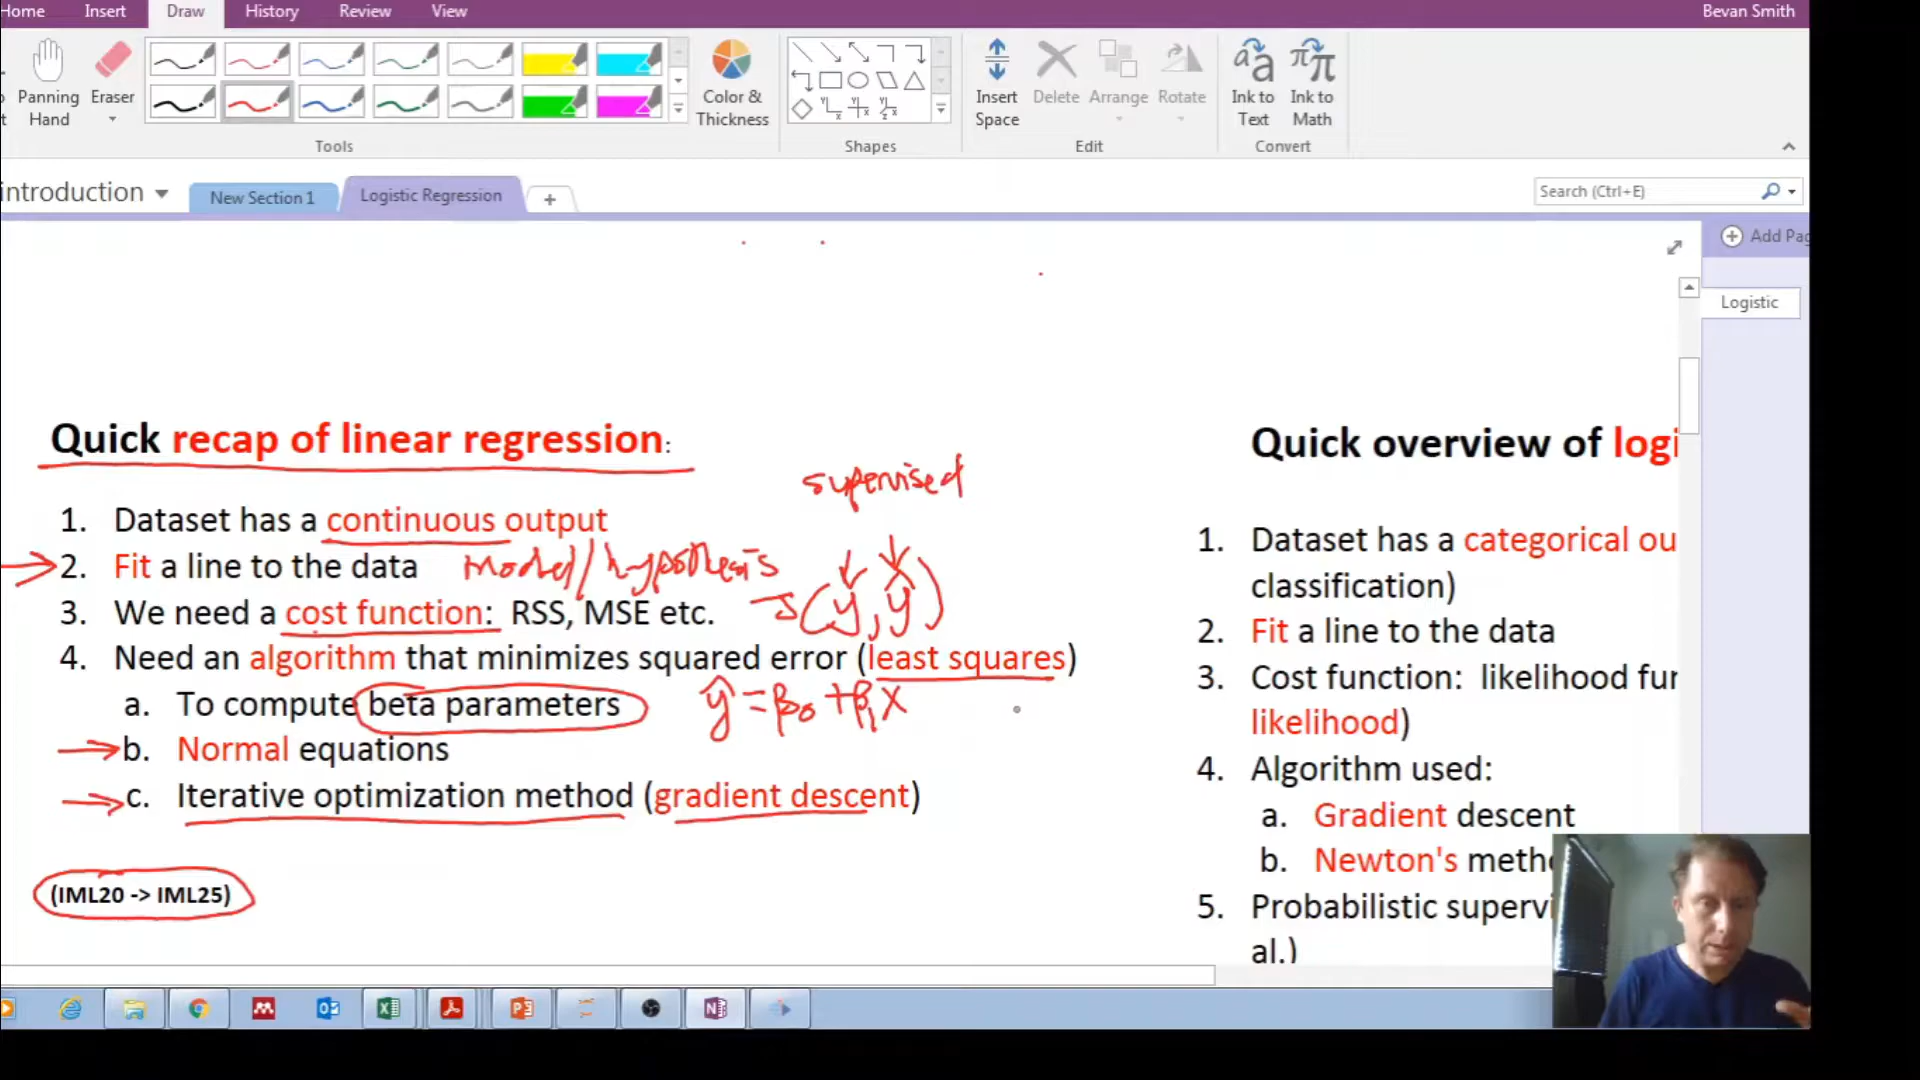 Home Insert Draw History Review View Bevan Smith
Panning Hand
Eraser
Color & Thickness
Insert Space
Delete
Arrange
Rotate
Ink to Text
Ink to Math
Tools Shapes Edit Convert
introduction New Section 1 Logistic Regression + Search (Ctrl+E)
Add Pag
Logistic
Quick recap of linear regression:
supervised
1. Dataset has a continuous output
2. Fit a line to the data model/hypothesis
3. We need a cost function: RSS, MSE etc. (y, ŷ)
4. Need an algorithm that minimizes squared error (least squares)
a. To compute beta parameters ŷ = β0 + β1x
b. Normal equations
c. Iterative optimization method (gradient descent)
(IML20 -> IML25)
Quick overview of logi
1. Dataset has a categorical ou
classification)
2. Fit a line to the data
3. Cost function: likelihood fun
likelihood)
4. Algorithm used:
a. Gradient descent
b. Newton's metho
5. Probabilistic supervi
al.)